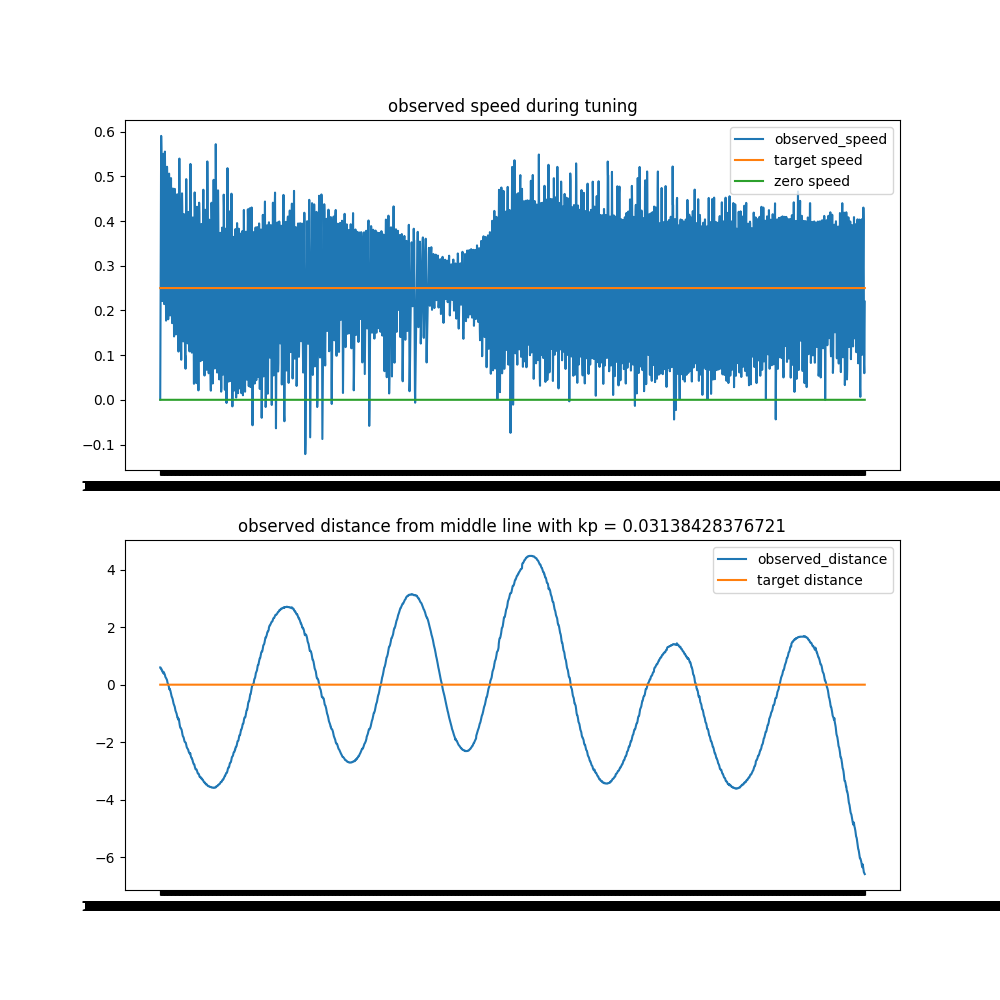 observed speed during tuning
observed_speed
target speed
zero speed
0.6
0.5
0.4
0.3
0.2
0.1
0.0
−0.1
observed distance from middle line with kp = 0.03138428376721
observed_distance
target distance
4
2
0
−2
−4
−6